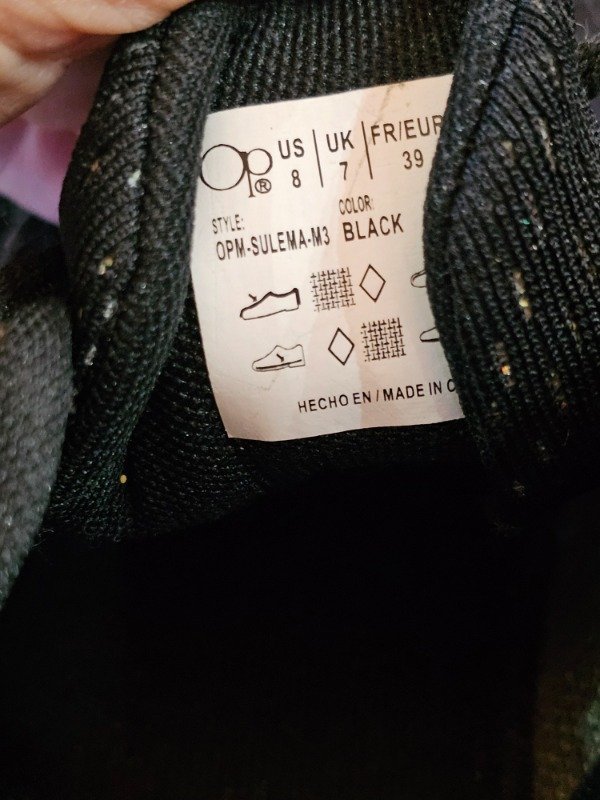 Op® US 8 UK 7 FR/EUR 39
STYLE: COLOR:
OPM-SULEMA-M3 BLACK
HECHO EN / MADE IN C